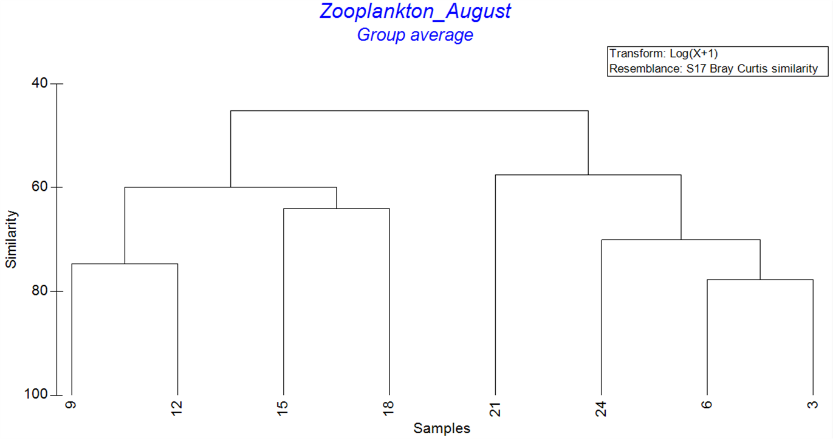 Zooplankton_August
Group average
Transform: Log(X+1)
Resemblance: S17 Bray Curtis similarity
40
60
80
100
Similarity
9 12 15 18 21 24 6 3
Samples